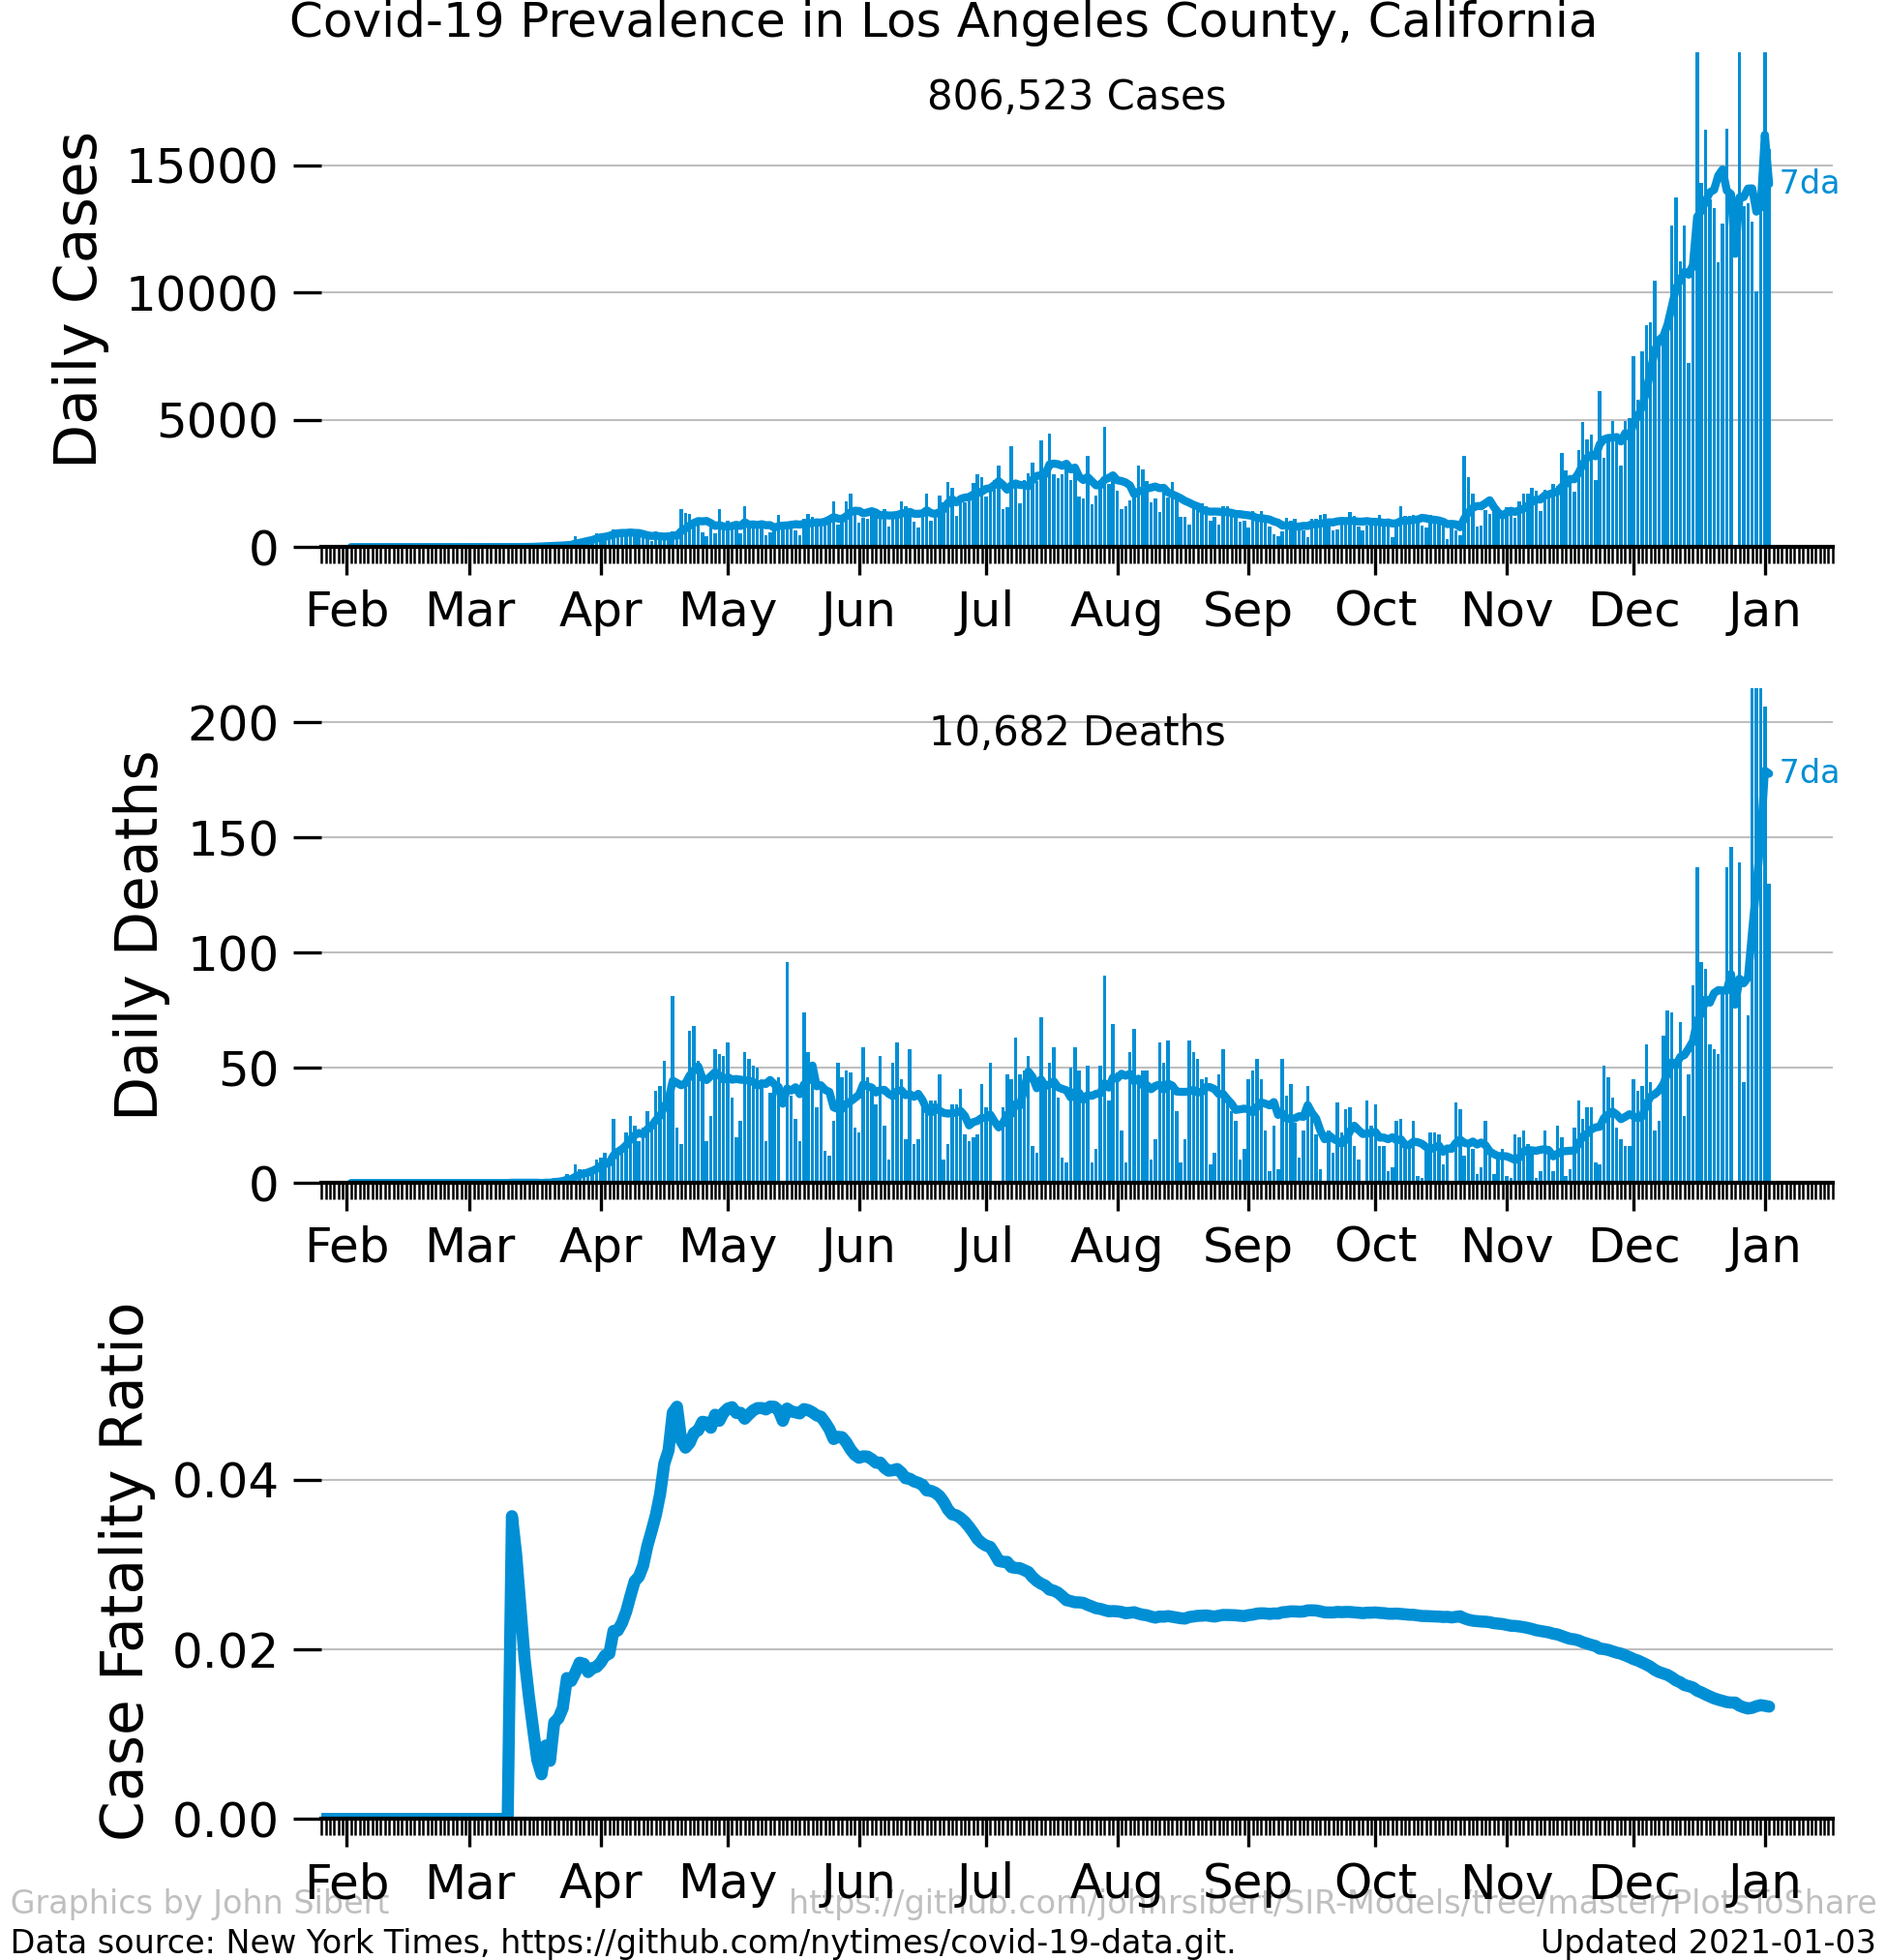 Covid-19 Prevalence in Los Angeles County, California
806,523 Cases
Daily Cases
15000
10000
5000
0
7da
Feb Mar Apr May Jun Jul Aug Sep Oct Nov Dec Jan
10,682 Deaths
Daily Deaths
200
150
100
50
0
7da
Feb Mar Apr May Jun Jul Aug Sep Oct Nov Dec Jan
Case Fatality Ratio
0.04
0.02
0.00
Feb Mar Apr May Jun Jul Aug Sep Oct Nov Dec Jan
Graphics by John Sibert https://github.com/johnrsibert/SIR-Models/tree/master/PlotsToShare
Data source: New York Times, https://github.com/nytimes/covid-19-data.git. Updated 2021-01-03